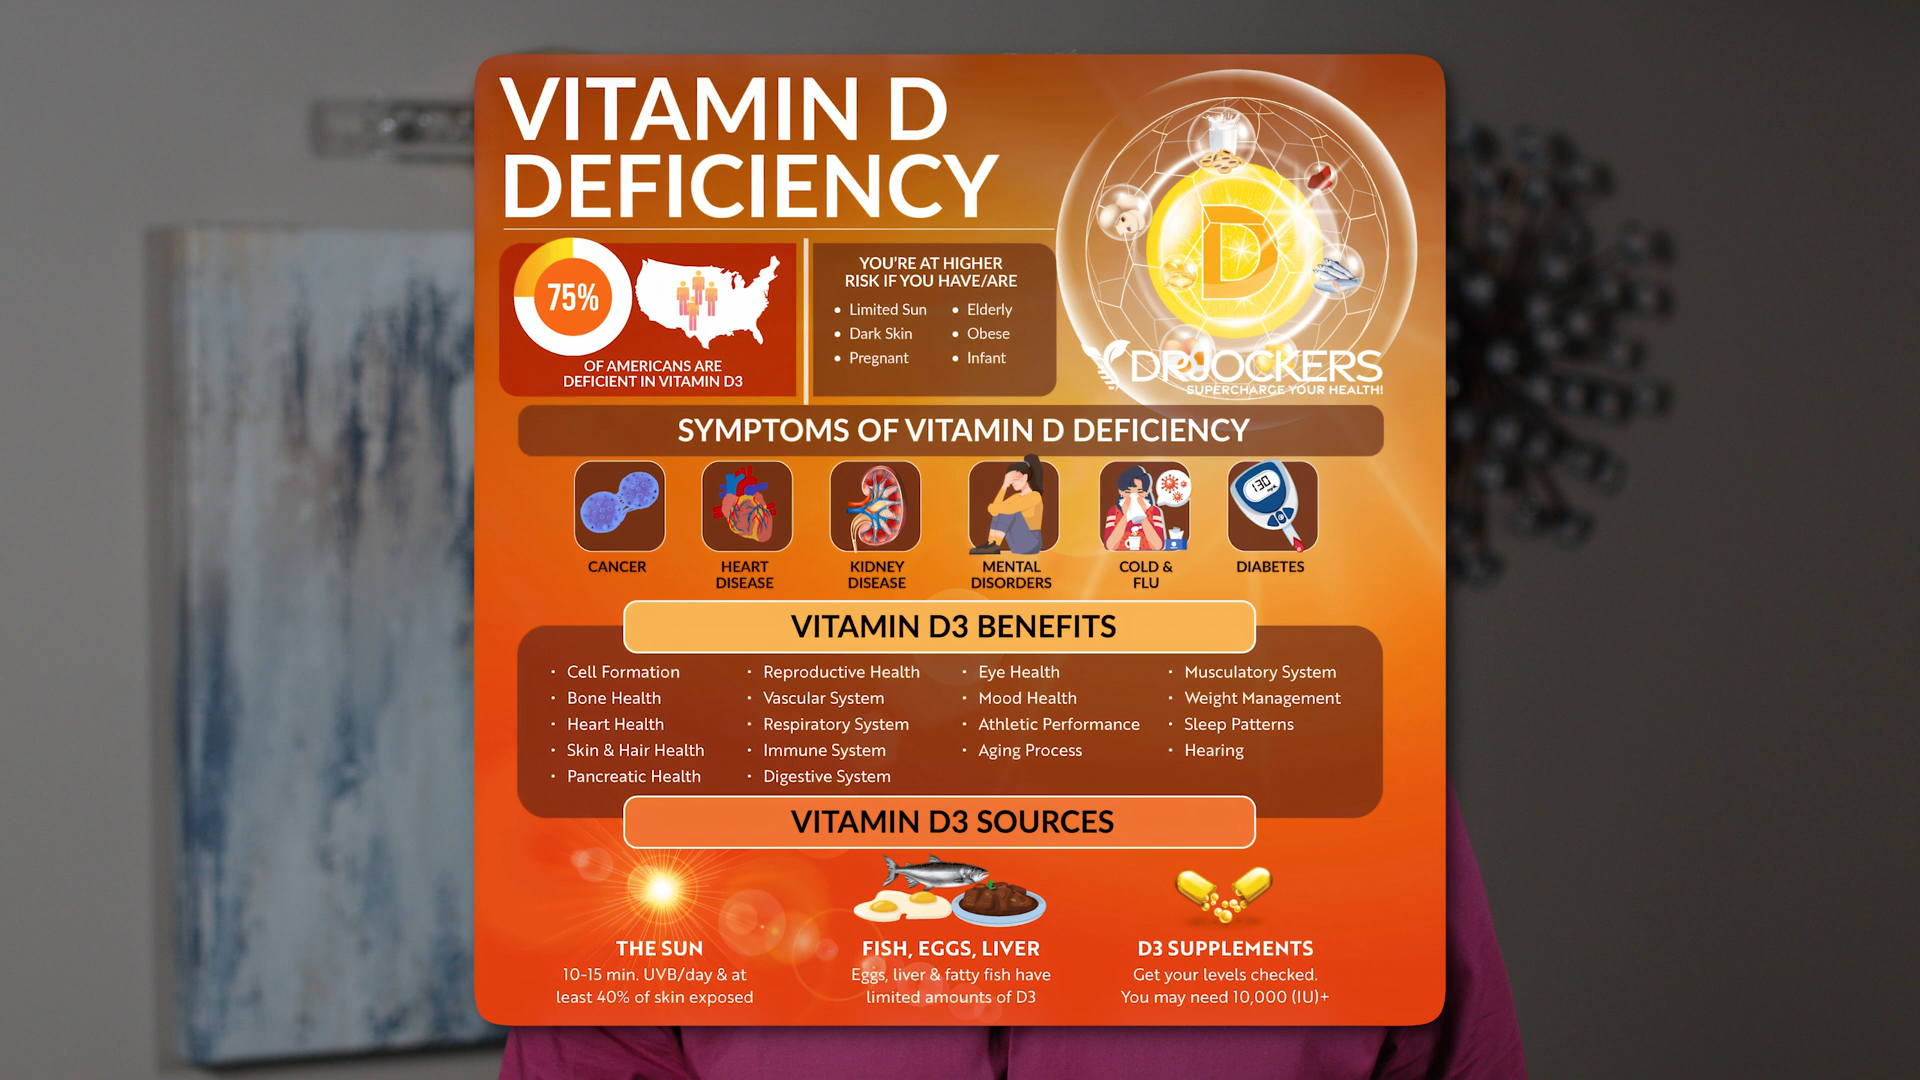 VITAMIN D
DEFICIENCY
75%
OF AMERICANS ARE
DEFICIENT IN VITAMIN D3
YOU'RE AT HIGHER
RISK IF YOU HAVE/ARE
• Limited Sun
• Dark Skin
• Pregnant
• Elderly
• Obese
• Infant
D
DRJOCKERS
SUPERCHARGE YOUR HEALTH!
SYMPTOMS OF VITAMIN D DEFICIENCY
130
CANCER
HEART
DISEASE
KIDNEY
DISEASE
MENTAL
DISORDERS
COLD &
FLU
DIABETES
VITAMIN D3 BENEFITS
• Cell Formation
• Bone Health
• Heart Health
• Skin & Hair Health
• Pancreatic Health
• Reproductive Health
• Vascular System
• Respiratory System
• Immune System
• Digestive System
• Eye Health
• Mood Health
• Athletic Performance
• Aging Process
• Musculatory System
• Weight Management
• Sleep Patterns
• Hearing
VITAMIN D3 SOURCES
THE SUN
10-15 min. UVB/day & at
least 40% of skin exposed
FISH, EGGS, LIVER
Eggs, liver & fatty fish have
limited amounts of D3
D3 SUPPLEMENTS
Get your levels checked.
You may need 10,000 (IU)+